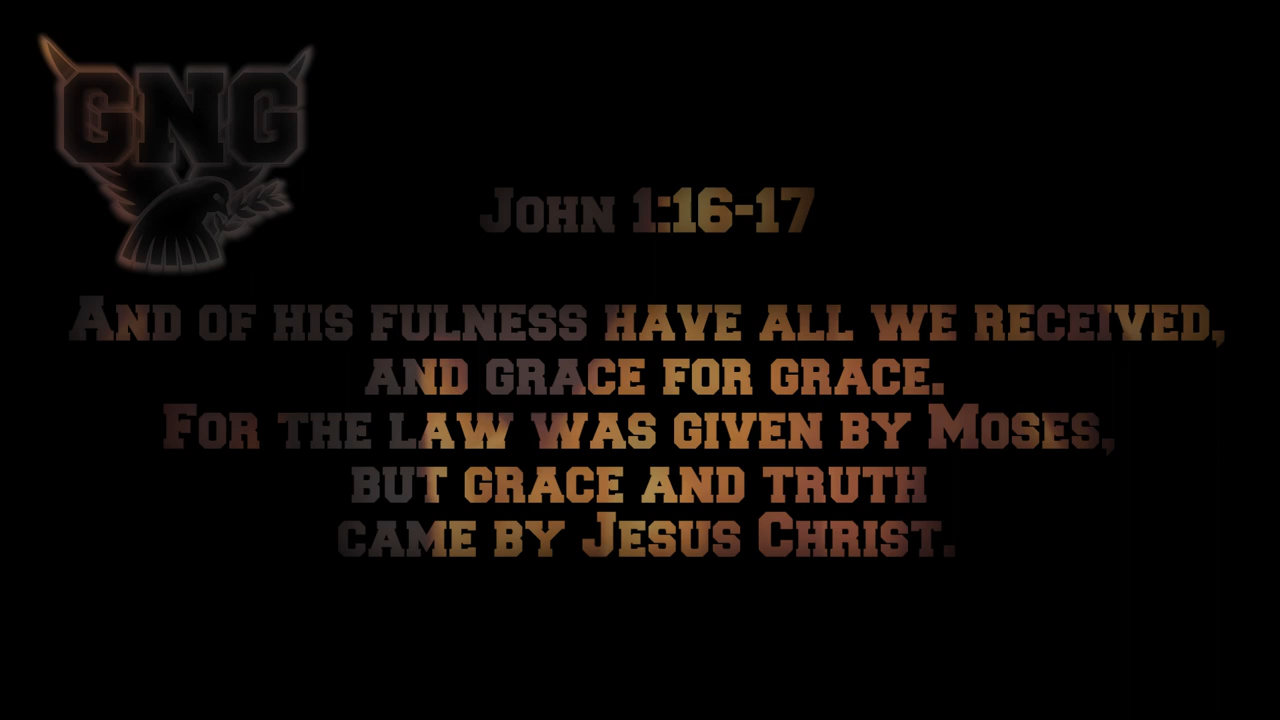 GNG
John 1:16-17
And of his fulness have all we received,
and grace for grace.
For the law was given by Moses,
but grace and truth
came by Jesus Christ.